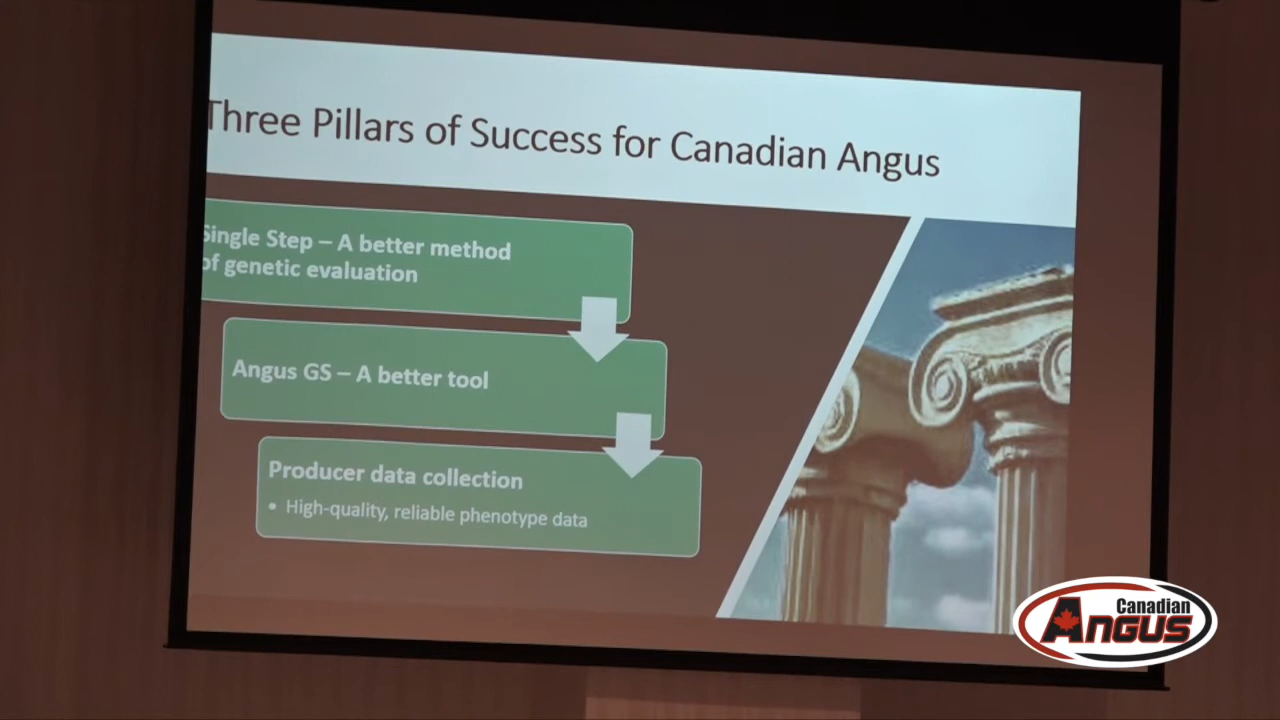 Three Pillars of Success for Canadian Angus
Single Step – A better method
of genetic evaluation
Angus GS – A better tool
Producer data collection
• High-quality, reliable phenotype data
Canadian
ANGUS